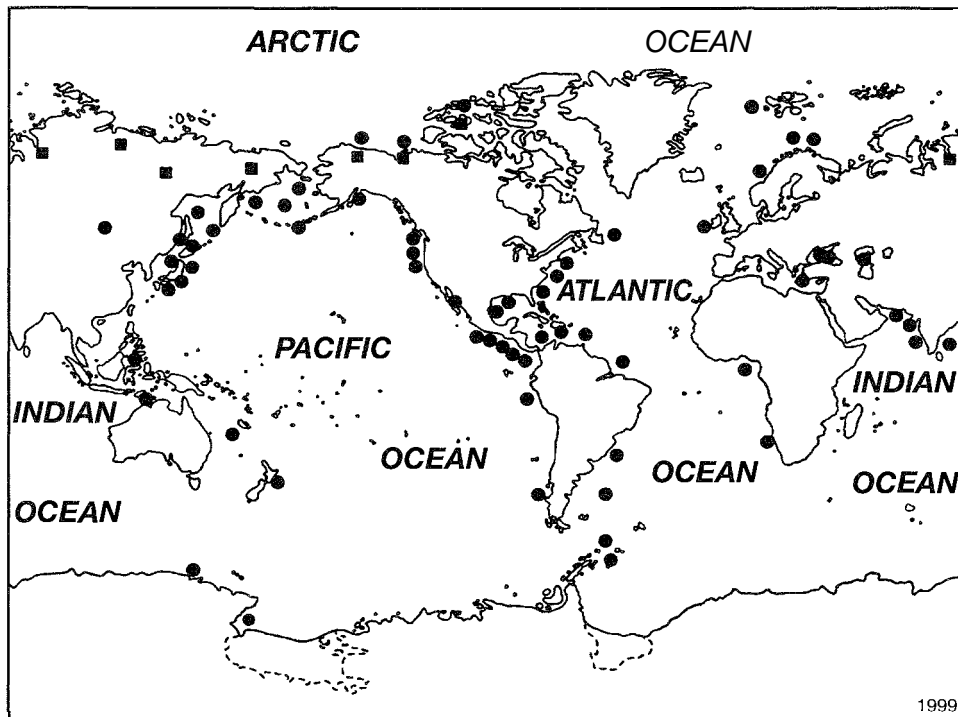 ARCTIC OCEAN
ATLANTIC
PACIFIC
INDIAN INDIAN
OCEAN OCEAN
OCEAN OCEAN
1999